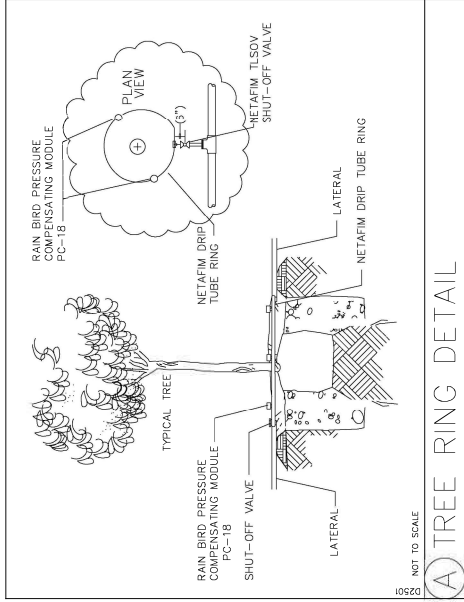 RAIN BIRD PRESSURE
COMPENSATING MODULE
PC-18
PLAN
VIEW
(3")
NETAFIM TLSOV
SHUT-OFF VALVE
NETAFIM DRIP
TUBE RING
TYPICAL TREE
RAIN BIRD PRESSURE
COMPENSATING MODULE
PC-18
SHUT-OFF VALVE
LATERAL
LATERAL
NETAFIM DRIP TUBE RING
D2501
NOT TO SCALE
A TREE RING DETAIL